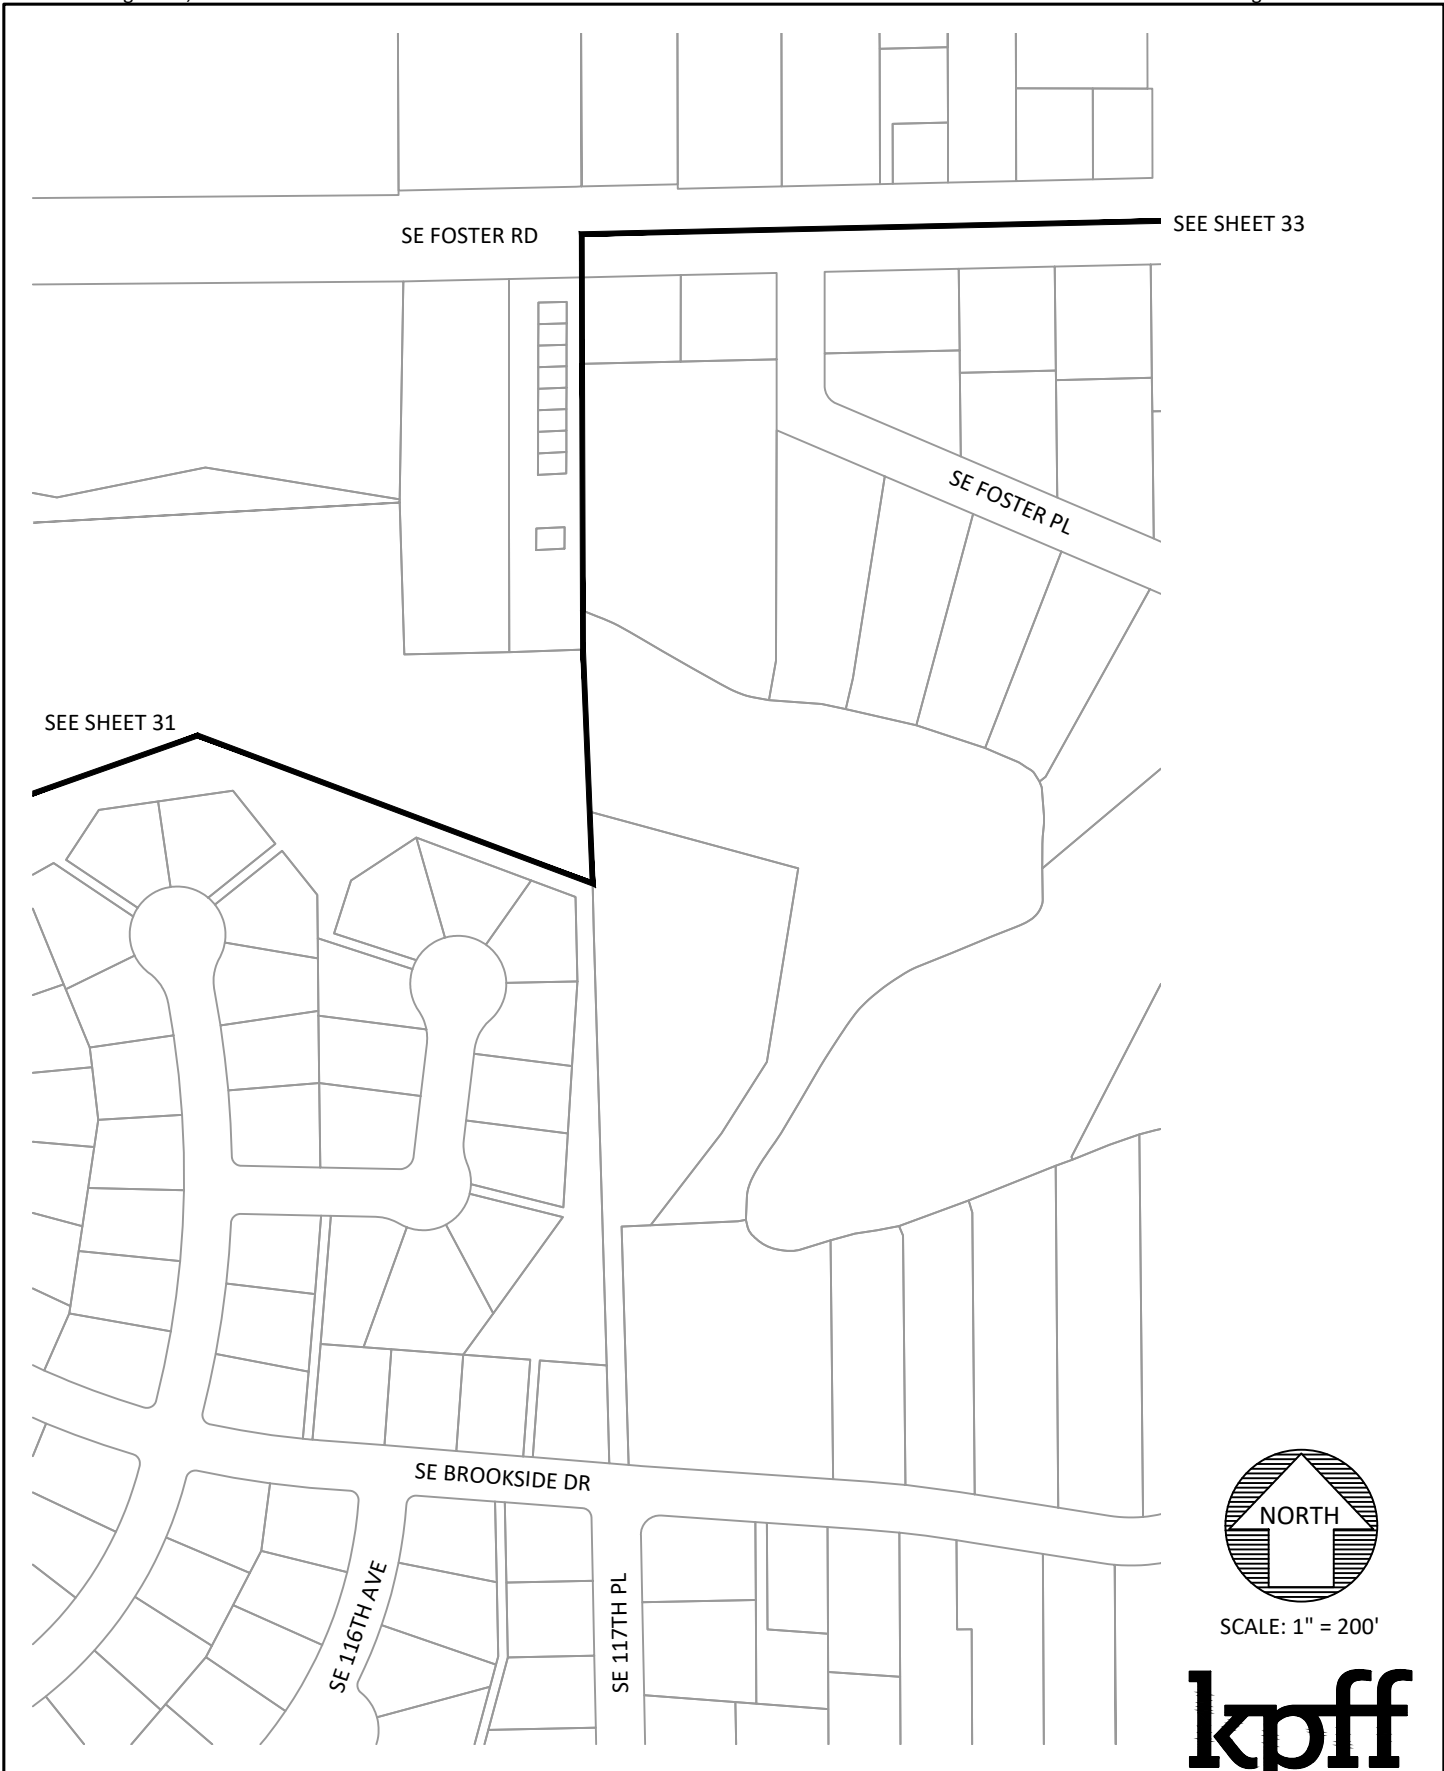 SE FOSTER RD
SEE SHEET 33
SE FOSTER PL
SEE SHEET 31
SE BROOKSIDE DR
SE 116TH AVE
SE 117TH PL
NORTH
SCALE: 1" = 200'
kpff